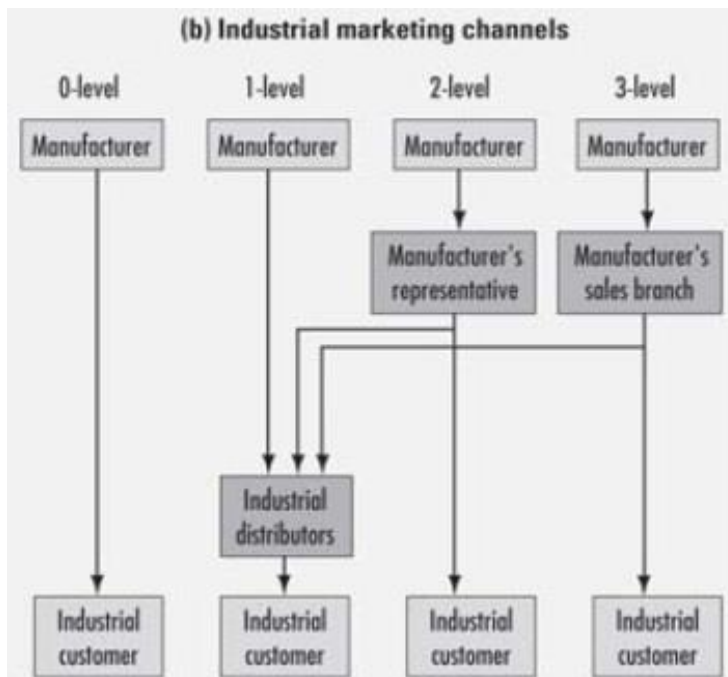 (b) Industrial marketing channels
0-level 1-level 2-level 3-level
Manufacturer Manufacturer Manufacturer Manufacturer
Manufacturer's
representative
Manufacturer's
sales branch
Industrial
distributors
Industrial
customer
Industrial
customer
Industrial
customer
Industrial
customer